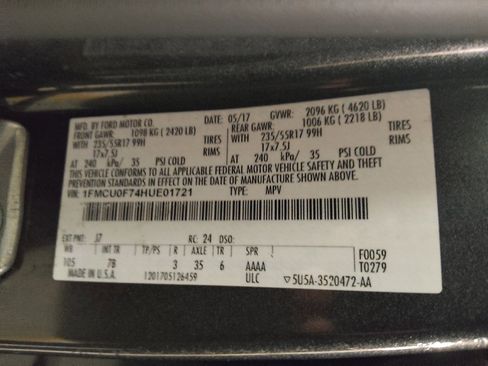 MFD. BY FORD MOTOR CO.
DATE: 05/17 GVWR: 2096 KG ( 4620 LB)
FRONT GAWR: 1098 KG ( 2420 LB) REAR GAWR: 1006 KG ( 2218 LB)
WITH 235/55R17 99H TIRES WITH 235/55R17 99H TIRES
17x7.5J RIMS 17x7.5J RIMS
AT 240 kPa/ 35 PSI COLD AT 240 kPa/ 35 PSI COLD
THIS VEHICLE CONFORMS TO ALL APPLICABLE FEDERAL MOTOR VEHICLE SAFETY AND THEFT PREVENTION STANDARDS IN EFFECT ON THE
DATE OF MANUFACTURE SHOWN ABOVE.
VIN: 1FMCU0F74HUE01721 TYPE: MPV
EXT PNT: J7 RC: 24 DSO:
WB INT TR TP/PS R AXLE TR SPR
105 7B 3 35 6 AAAA
F0059
T0279
MADE IN U.S.A. 1201705126459 ULC 5U5A-3520472-AA